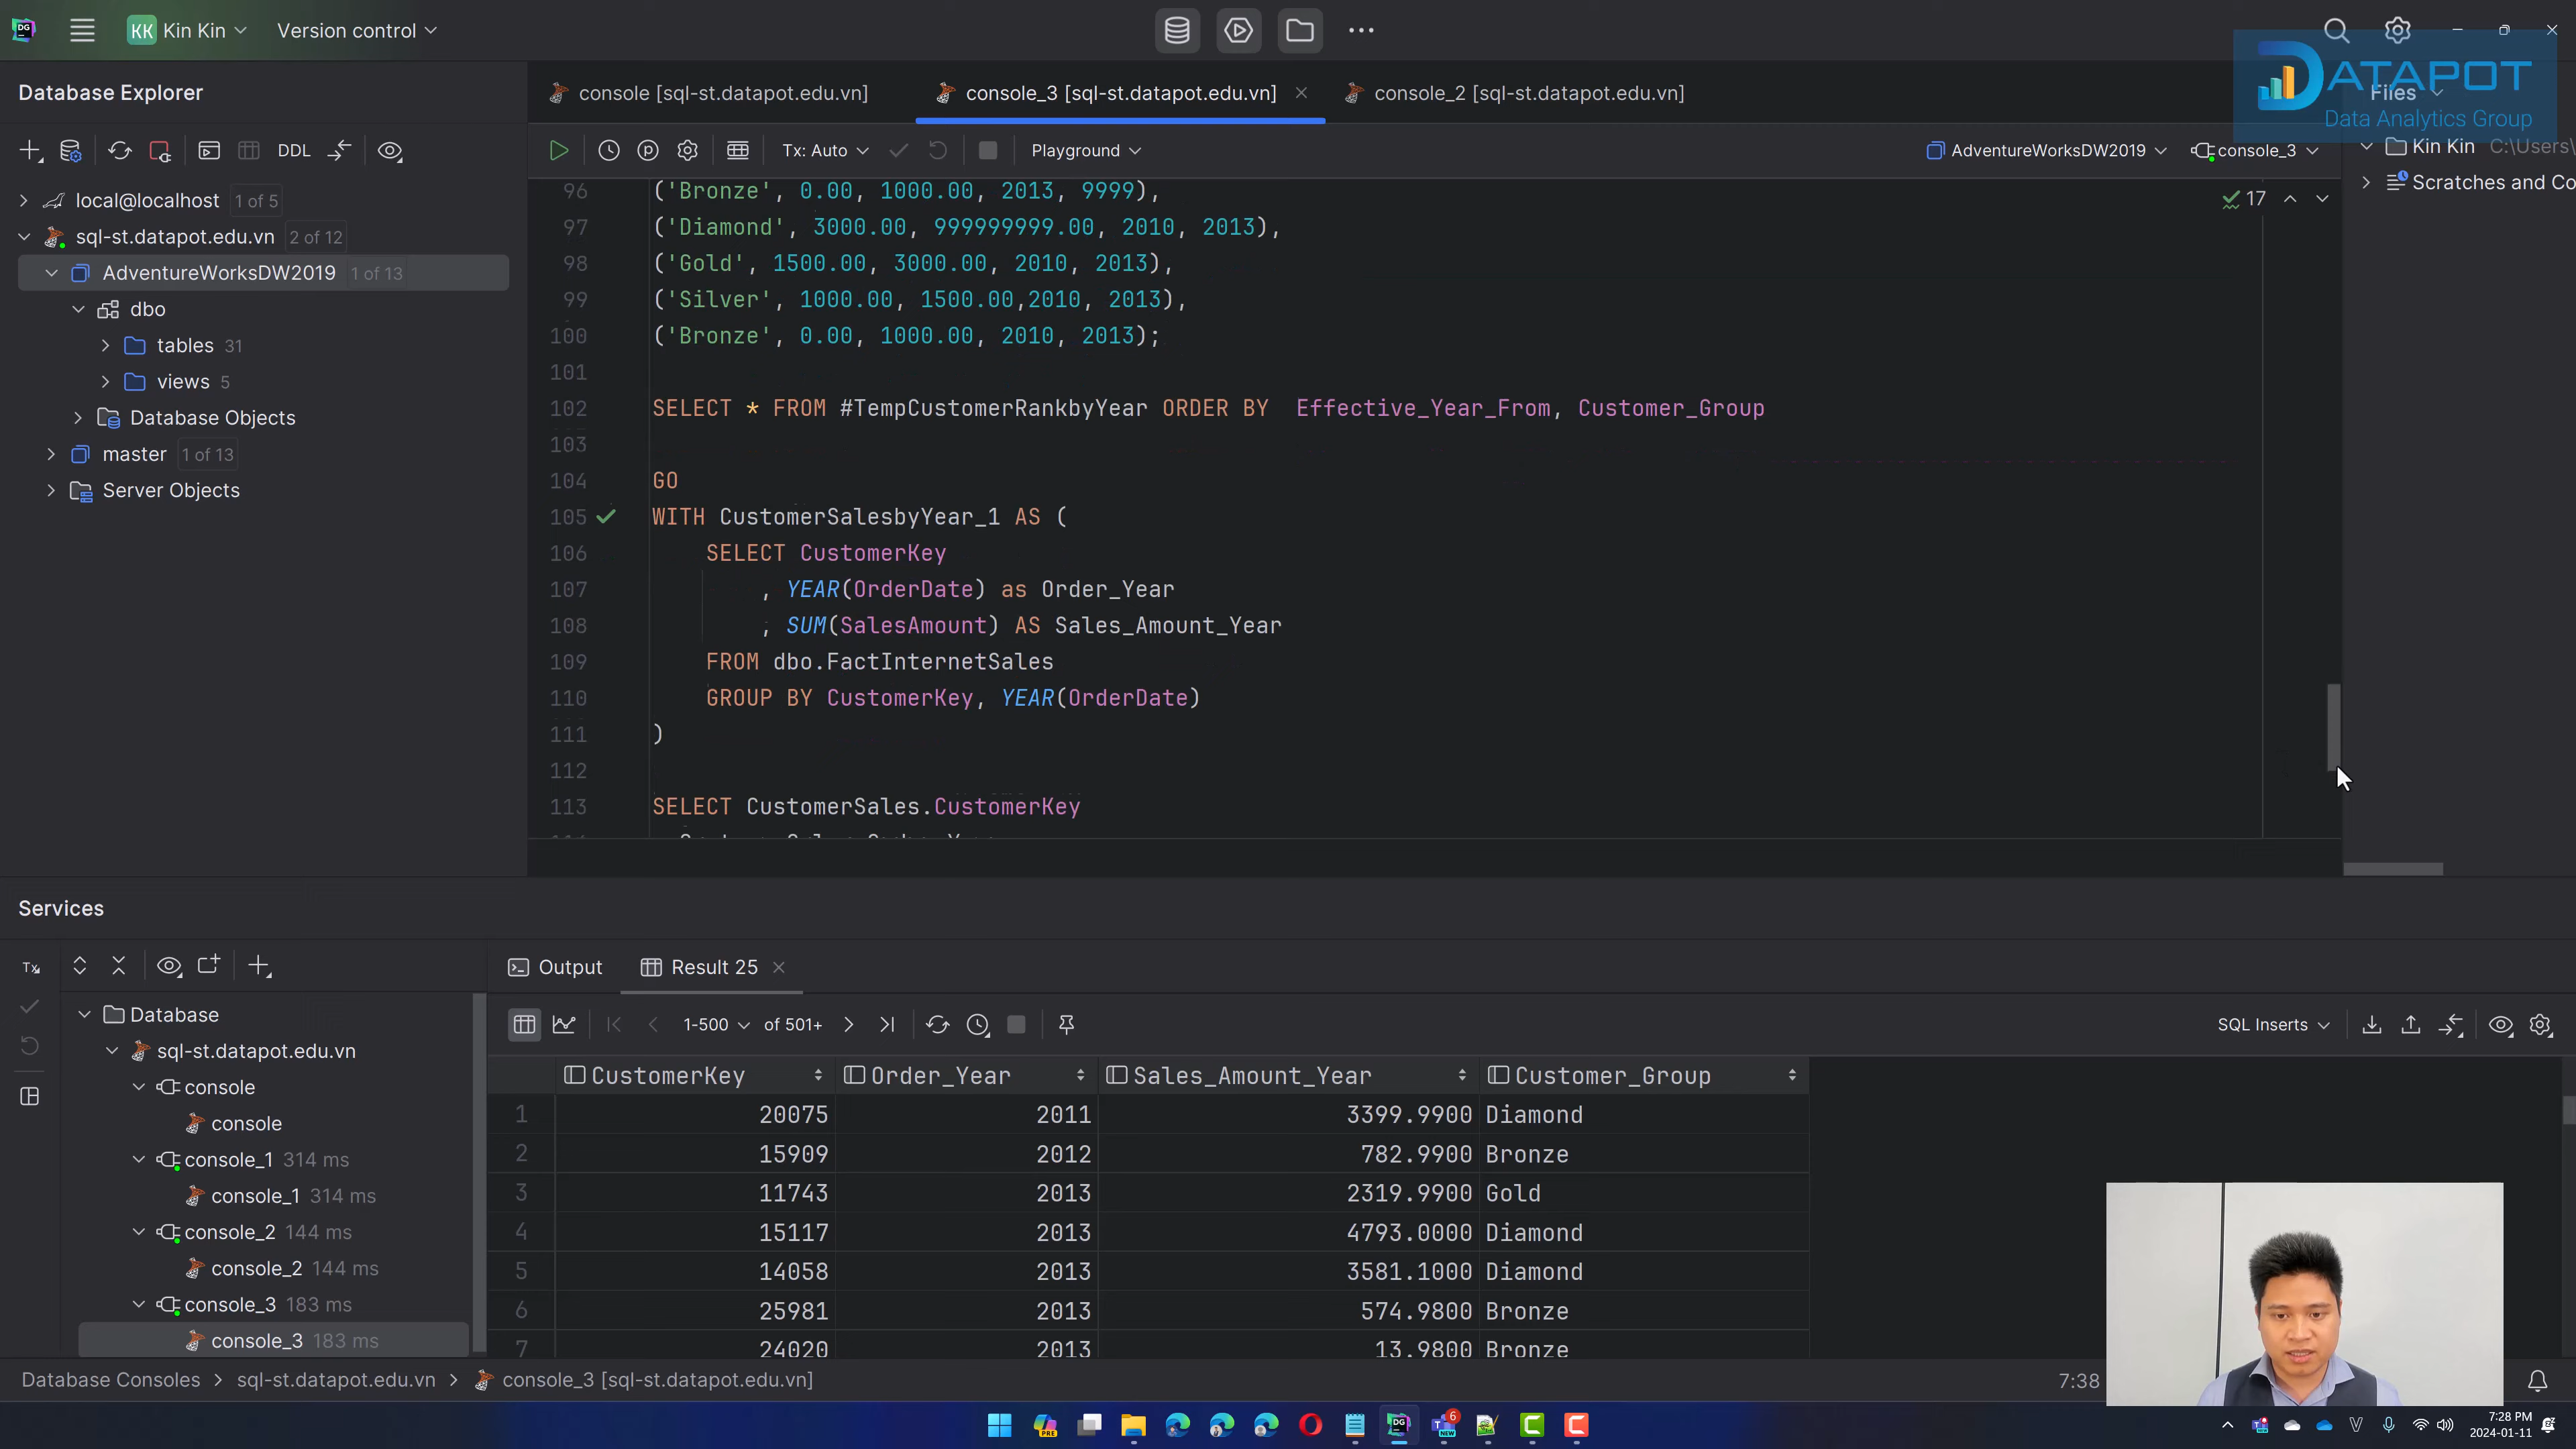 KK Kin Kin
Version control
DATAPOT
Data Analytics Group
Database Explorer
console [sql-st.datapot.edu.vn]
console_3 [sql-st.datapot.edu.vn]
console_2 [sql-st.datapot.edu.vn]
Files
DDL
Tx: Auto
Playground
AdventureWorksDW2019
console_3
Kin Kin C:\Users\
Scratches and Co
local@localhost 1 of 5
sql-st.datapot.edu.vn 2 of 12
AdventureWorksDW2019 1 of 13
dbo
tables 31
views 5
Database Objects
master 1 of 13
Server Objects
17
96 ('Bronze', 0.00, 1000.00, 2013, 9999),
97 ('Diamond', 3000.00, 999999999.00, 2010, 2013),
98 ('Gold', 1500.00, 3000.00, 2010, 2013),
99 ('Silver', 1000.00, 1500.00,2010, 2013),
100 ('Bronze', 0.00, 1000.00, 2010, 2013);
101
102 SELECT * FROM #TempCustomerRankbyYear ORDER BY Effective_Year_From, Customer_Group
103
104 GO
105 WITH CustomerSalesbyYear_1 AS (
106 SELECT CustomerKey
107 , YEAR(OrderDate) as Order_Year
108 , SUM(SalesAmount) AS Sales_Amount_Year
109 FROM dbo.FactInternetSales
110 GROUP BY CustomerKey, YEAR(OrderDate)
111 )
112
113 SELECT CustomerSales.CustomerKey
Services
Tx
Output
Result 25
Database
sql-st.datapot.edu.vn
console
console
console_1 314 ms
console_1 314 ms
console_2 144 ms
console_2 144 ms
console_3 183 ms
console_3 183 ms
1-500 of 501+
SQL Inserts
CustomerKey Order_Year Sales_Amount_Year Customer_Group
1 20075 2011 3399.9900 Diamond
2 15909 2012 782.9900 Bronze
3 11743 2013 2319.9900 Gold
4 15117 2013 4793.0000 Diamond
5 14058 2013 3581.1000 Diamond
6 25981 2013 574.9800 Bronze
7 24020 2013 13.9800 Bronze
Database Consoles > sql-st.datapot.edu.vn > console_3 [sql-st.datapot.edu.vn]
7:38
PRE
6
NEW
7:28 PM
2024-01-11